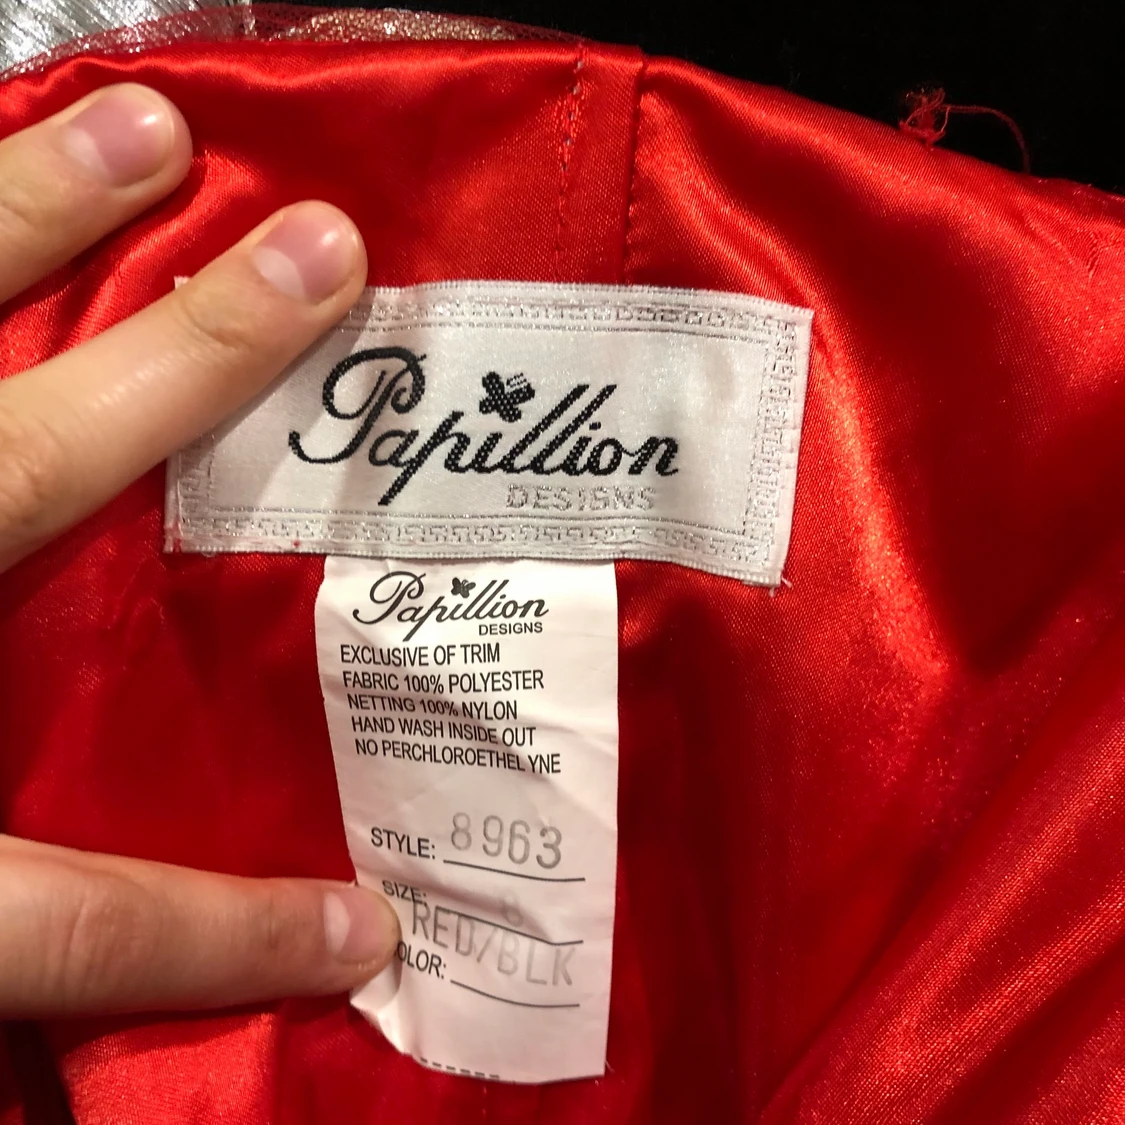 Papillion
DESIGNS
Papillion
DESIGNS
EXCLUSIVE OF TRIM
FABRIC 100% POLYESTER
NETTING 100% NYLON
HAND WASH INSIDE OUT
NO PERCHLOROETHEL YNE
STYLE: 8963
SIZE: 8
RED/BLK
OLOR: